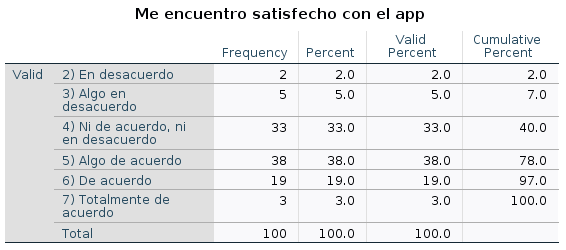 Me encuentro satisfecho con el app
Frequency Percent Valid Percent Cumulative Percent
Valid 2) En desacuerdo 2 2.0 2.0 2.0
3) Algo en desacuerdo 5 5.0 5.0 7.0
4) Ni de acuerdo, ni en desacuerdo 33 33.0 33.0 40.0
5) Algo de acuerdo 38 38.0 38.0 78.0
6) De acuerdo 19 19.0 19.0 97.0
7) Totalmente de acuerdo 3 3.0 3.0 100.0
Total 100 100.0 100.0